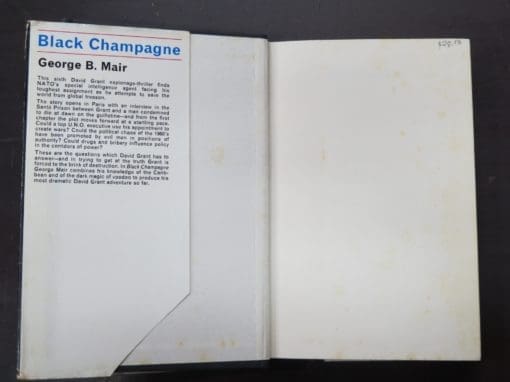 Black Champagne
George B. Mair
This sixth David Grant espionage-thriller finds
NATO's special intelligence agent facing his
toughest assignment as he attempts to save the
world from global treason.
The story opens in Paris with an interview in the
Santé Prison between Grant and a man condemned
to die at dawn on the guillotine—and from the first
chapter the plot moves forward at a startling pace.
Could a top U.N.O. executive use his appointment to
create wars? Could the political chaos of the 1960's
have been promoted by evil men in positions of
authority? Could drugs and bribery influence policy
in the corridors of power?
These are the questions which David Grant has to
answer—and in trying to get at the truth Grant is
forced to the brink of destruction. In Black Champagne
George Mair combines his knowledge of the Carib-
bean and of the dark magic of voodoo to produce his
most dramatic David Grant adventure so far.